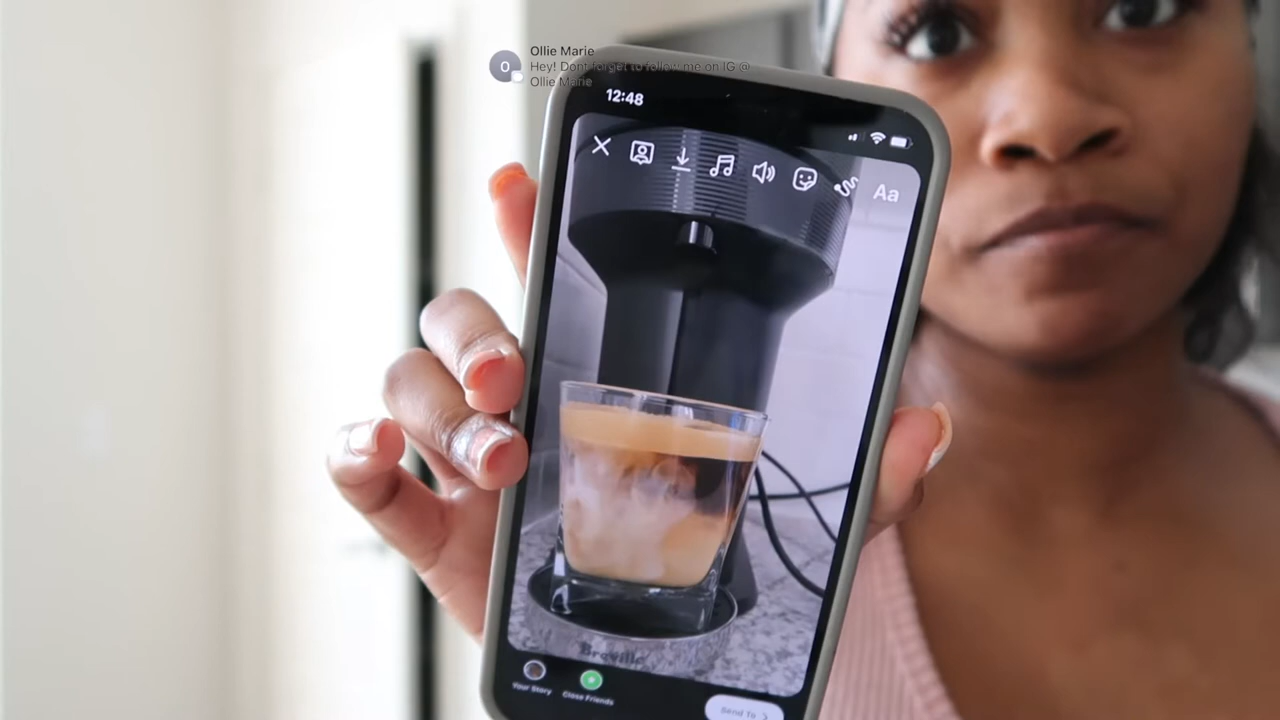 Ollie Marie
Hey! Dont forget to follow me on IG @
Ollie Marie
12:48
Aa
Breville
Your Story
Close Friends
Send To